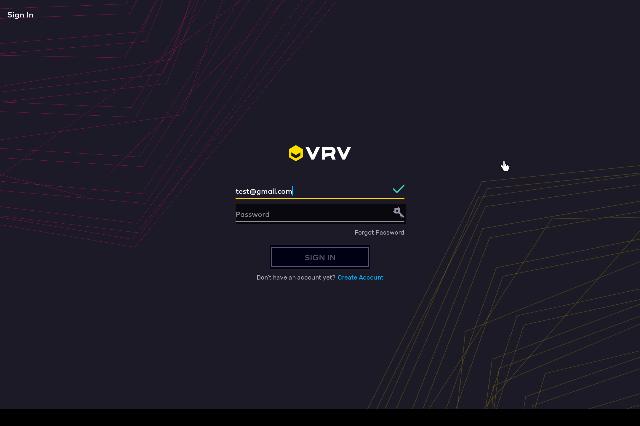 Sign In
VRV
test@gmail.com
Password
Forgot Password
SIGN IN
Don't have an account yet? Create Account